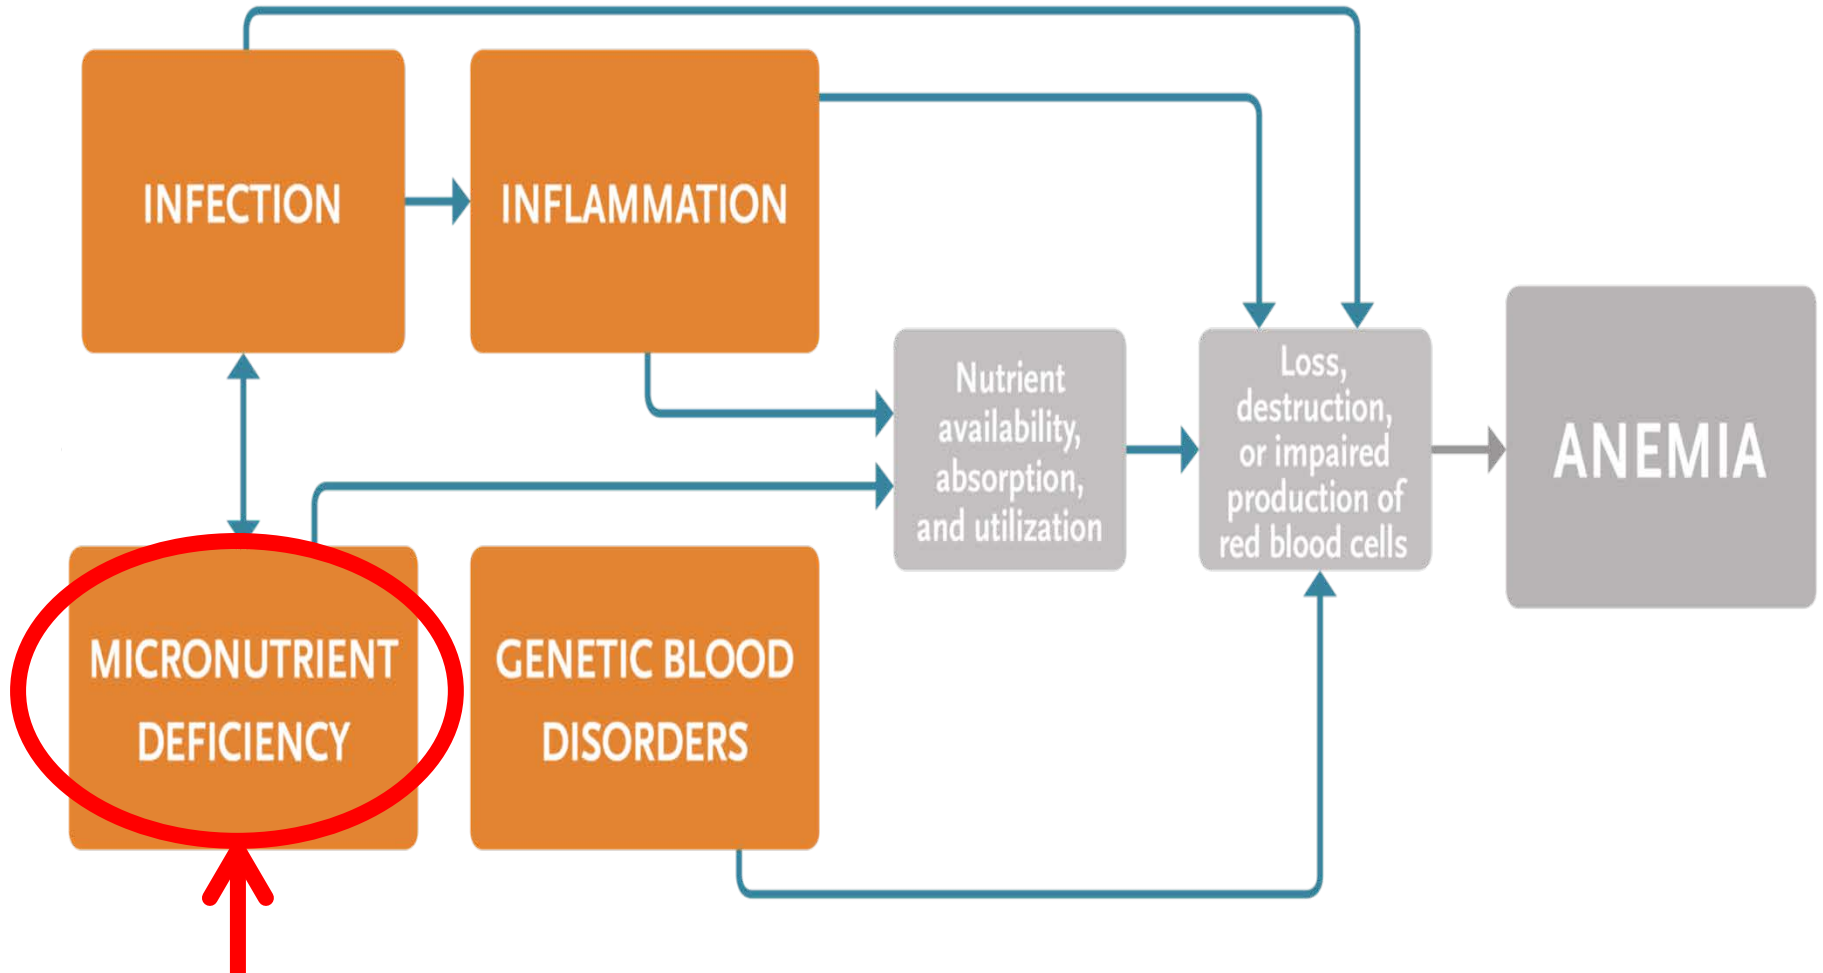 INFECTION
INFLAMMATION
Nutrient
availability,
absorption,
and utilization
Loss,
destruction,
or impaired
production of
red blood cells
ANEMIA
MICRONUTRIENT
DEFICIENCY
GENETIC BLOOD
DISORDERS